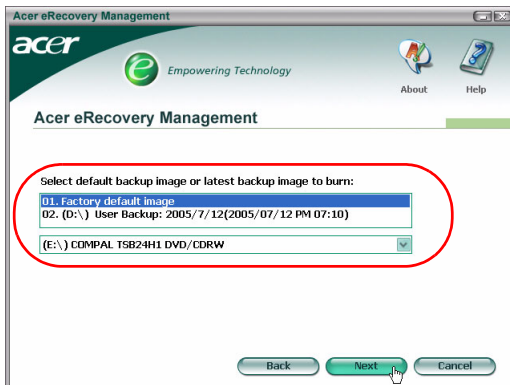 Acer eRecovery Management
acer
e Empowering Technology
About Help
Acer eRecovery Management
Select default backup image or latest backup image to burn:
01. Factory default image
02. (D:\) User Backup: 2005/7/12(2005/07/12 PM 07:10)
(E:\) COMPAL TSB24H1 DVD/CDRW
Back Next Cancel